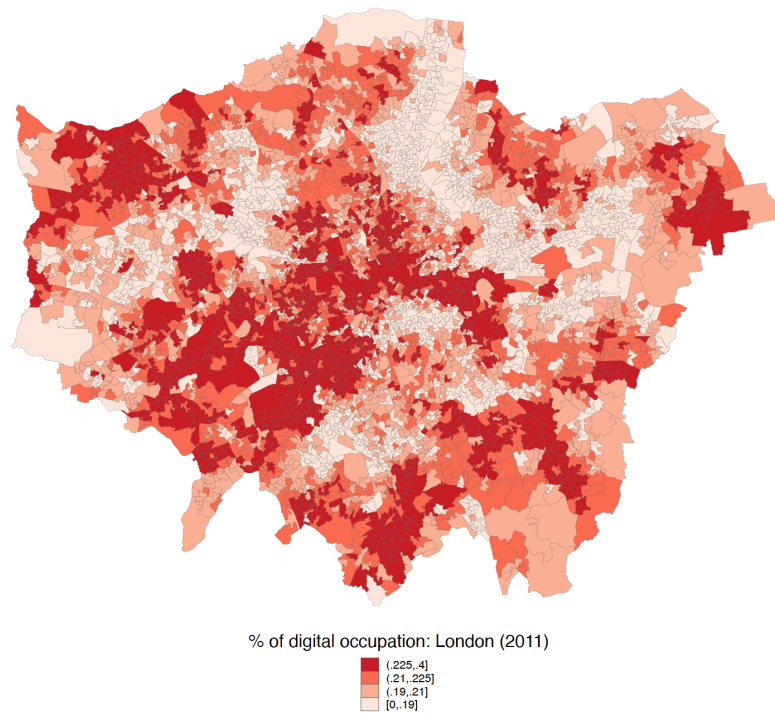 % of digital occupation: London (2011)
(.225,.4]
(.21,.225]
(.19,.21]
[0,.19]